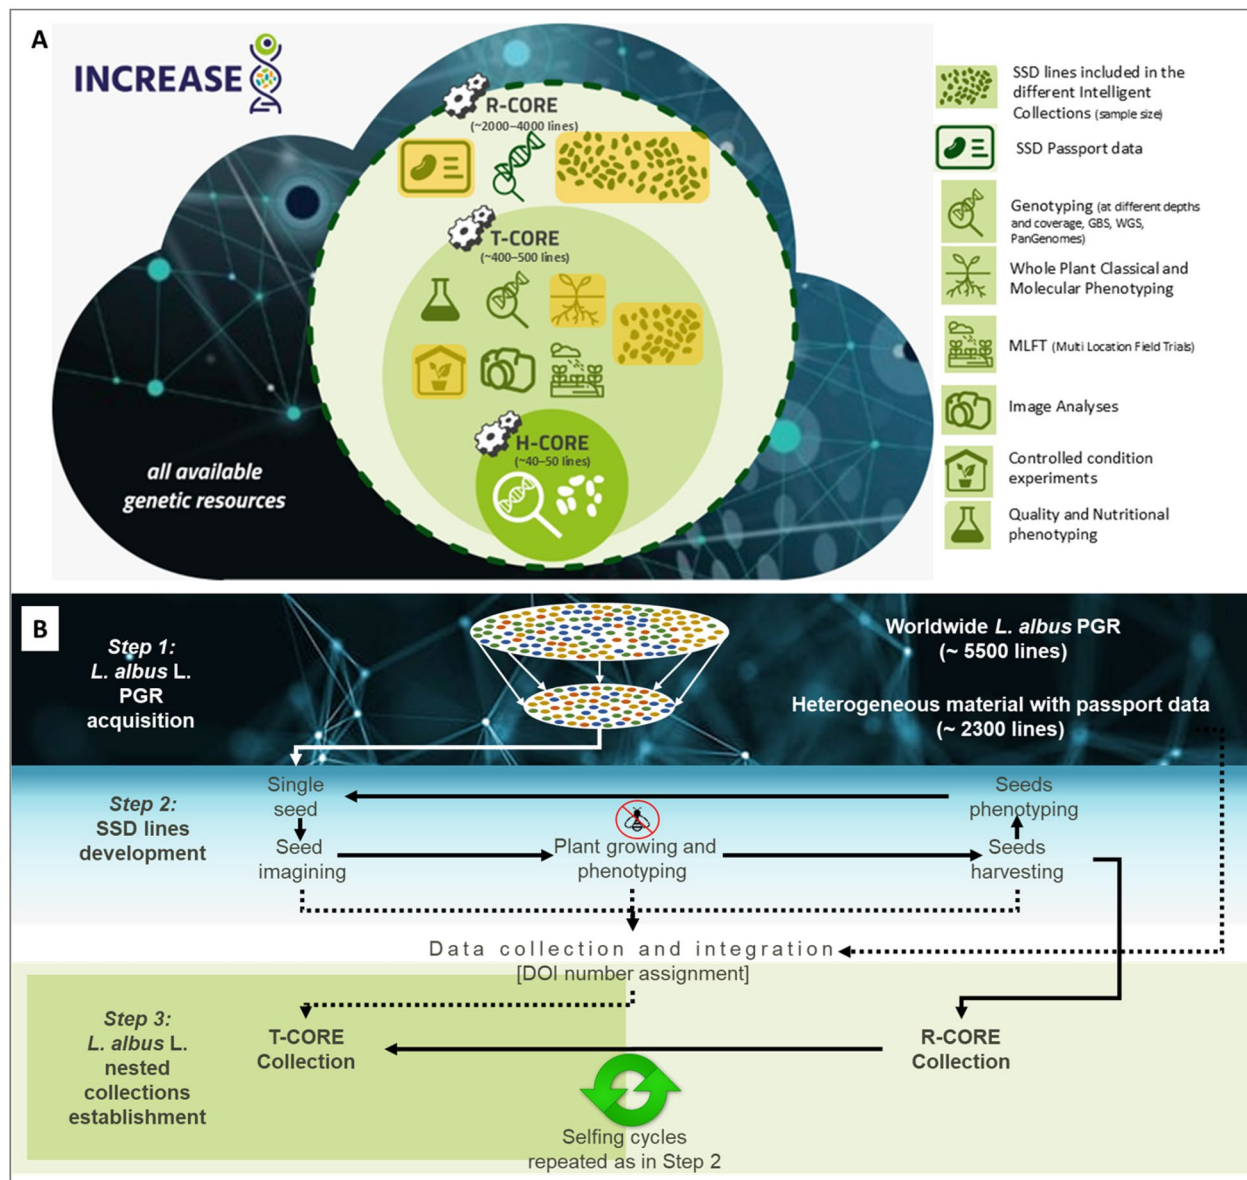 A
INCREASE
R-CORE
(~2000–4000 lines)
T-CORE
(~400–500 lines)
H-CORE
(~40–50 lines)
all available
genetic resources
SSD lines included in the
different Intelligent
Collections (sample size)
SSD Passport data
Genotyping (at different depths
and coverage, GBS, WGS,
PanGenomes)
Whole Plant Classical and
Molecular Phenotyping
MLFT (Multi Location Field Trials)
Image Analyses
Controlled condition
experiments
Quality and Nutritional
phenotyping
B
Step 1:
L. albus L.
PGR
acquisition
Worldwide L. albus PGR
(~ 5500 lines)
Heterogeneous material with passport data
(~ 2300 lines)
Step 2:
SSD lines
development
Single
seed
Seed
imagining
Plant growing and
phenotyping
Seeds
phenotyping
Seeds
harvesting
Data collection and integration
[DOI number assignment]
Step 3:
L. albus L.
nested
collections
establishment
T-CORE
Collection
R-CORE
Collection
Selfing cycles
repeated as in Step 2